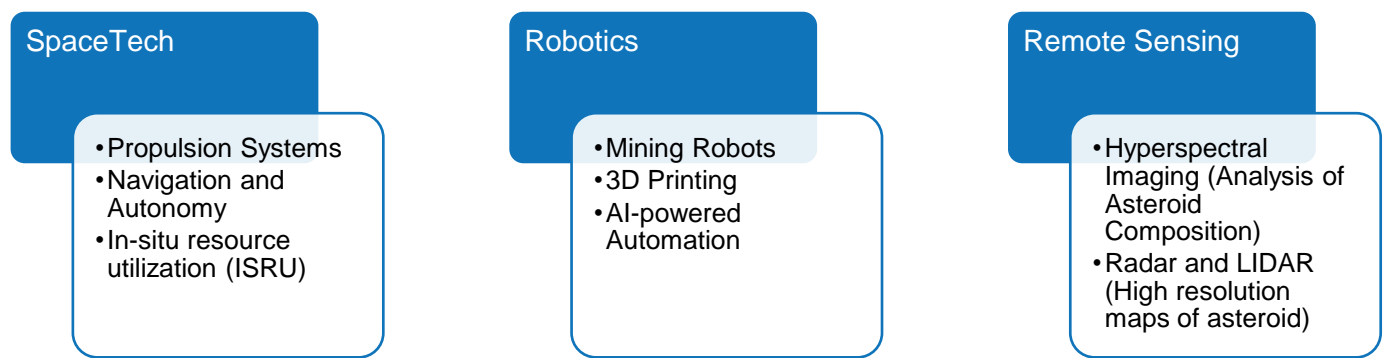 SpaceTech
•Propulsion Systems
•Navigation and
Autonomy
•In-situ resource
utilization (ISRU)
Robotics
•Mining Robots
•3D Printing
•AI-powered
Automation
Remote Sensing
•Hyperspectral
Imaging (Analysis of
Asteroid
Composition)
•Radar and LIDAR
(High resolution
maps of asteroid)